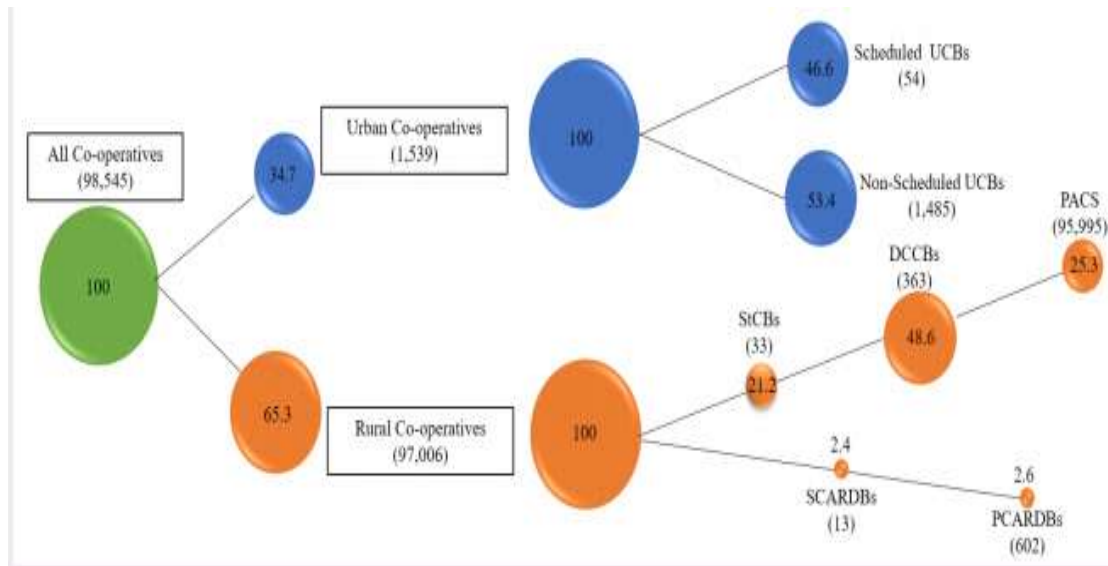 All Co-operatives
(98,545)
100
34.7
65.3
Urban Co-operatives
(1,539)
100
46.6
Scheduled UCBs
(54)
53.4
Non-Scheduled UCBs
(1,485)
Rural Co-operatives
(97,006)
100
StCBs
(33)
21.2
DCCBs
(363)
48.6
PACS
(95,995)
25.3
2.4
SCARDBs
(13)
2.6
PCARDBs
(602)